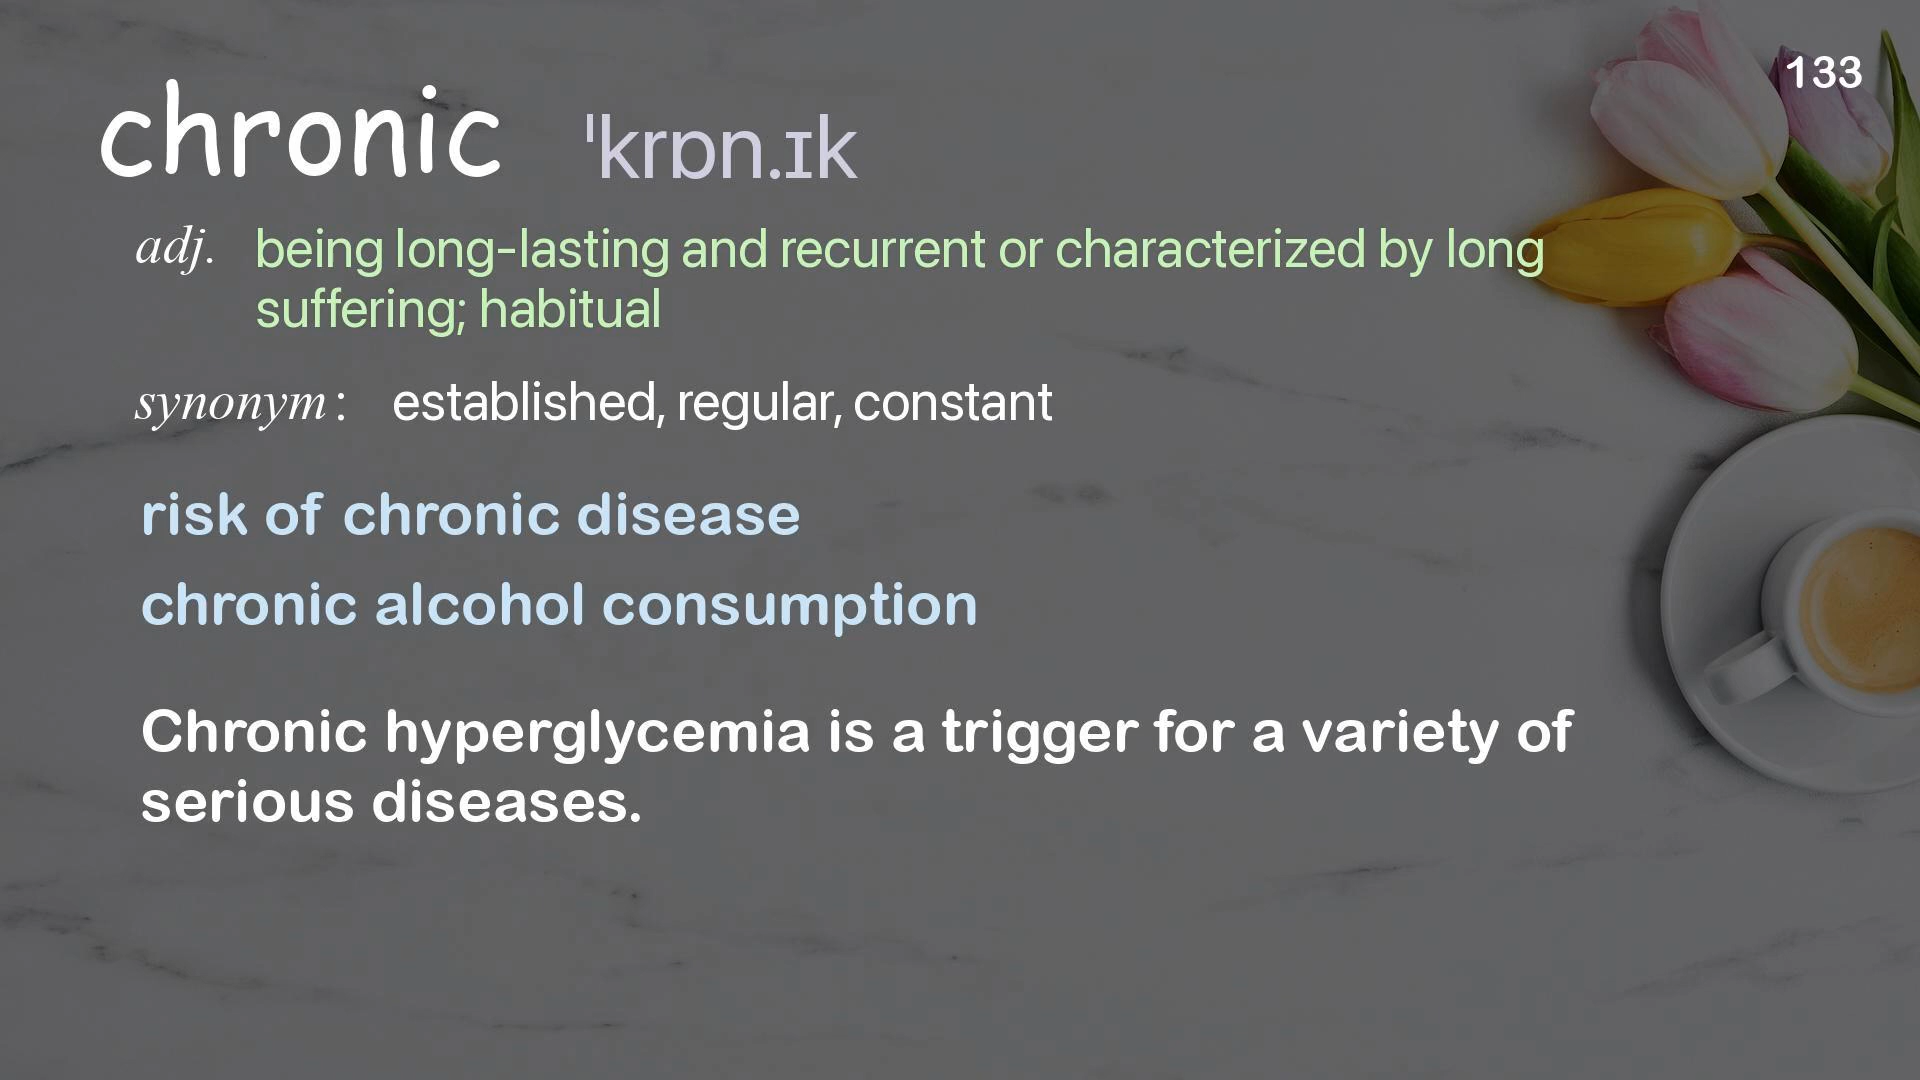 133
chronic ˈkrɒn.ɪk
adj. being long-lasting and recurrent or characterized by long
suffering; habitual
synonym : established, regular, constant
risk of chronic disease
chronic alcohol consumption
Chronic hyperglycemia is a trigger for a variety of
serious diseases.